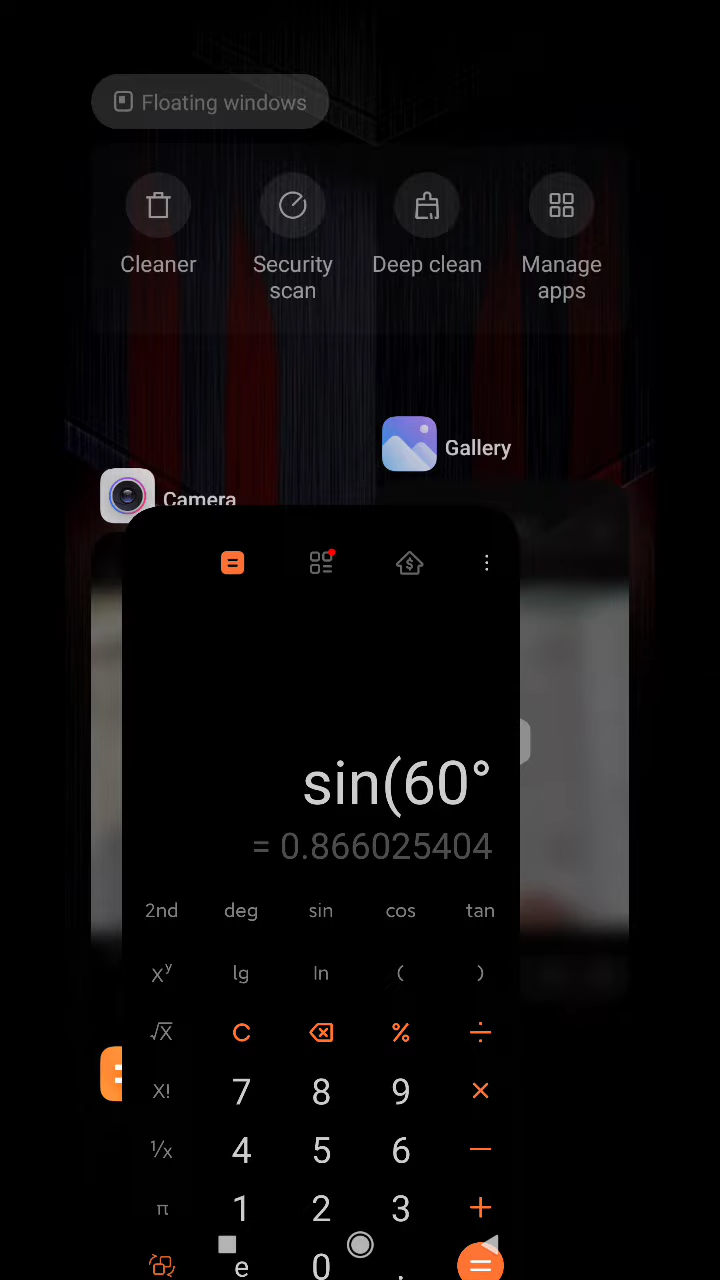 Floating windows
Cleaner
Security scan
Deep clean
Manage apps
Gallery
Camera
sin(60°
= 0.866025404
2nd deg sin cos tan
xʸ lg ln ( )
√x C % ÷
X! 7 8 9 ×
¹/x 4 5 6 −
π 1 2 3 +
e 0 . =